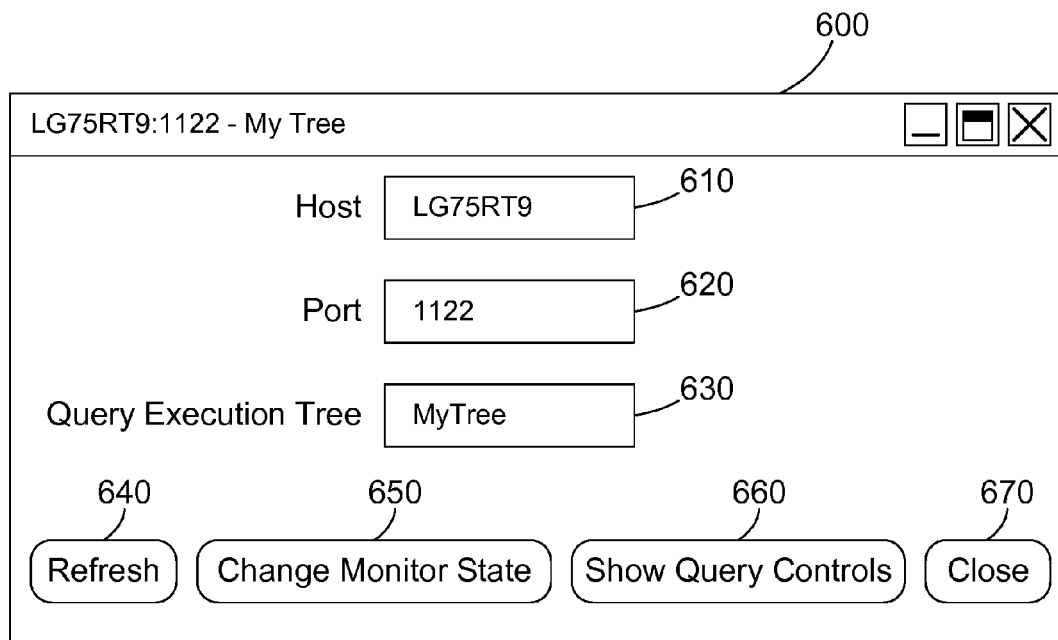 600
LG75RT9:1122 - My Tree
Host LG75RT9 610
Port 1122 620
Query Execution Tree MyTree 630
640 650 660 670
Refresh Change Monitor State Show Query Controls Close